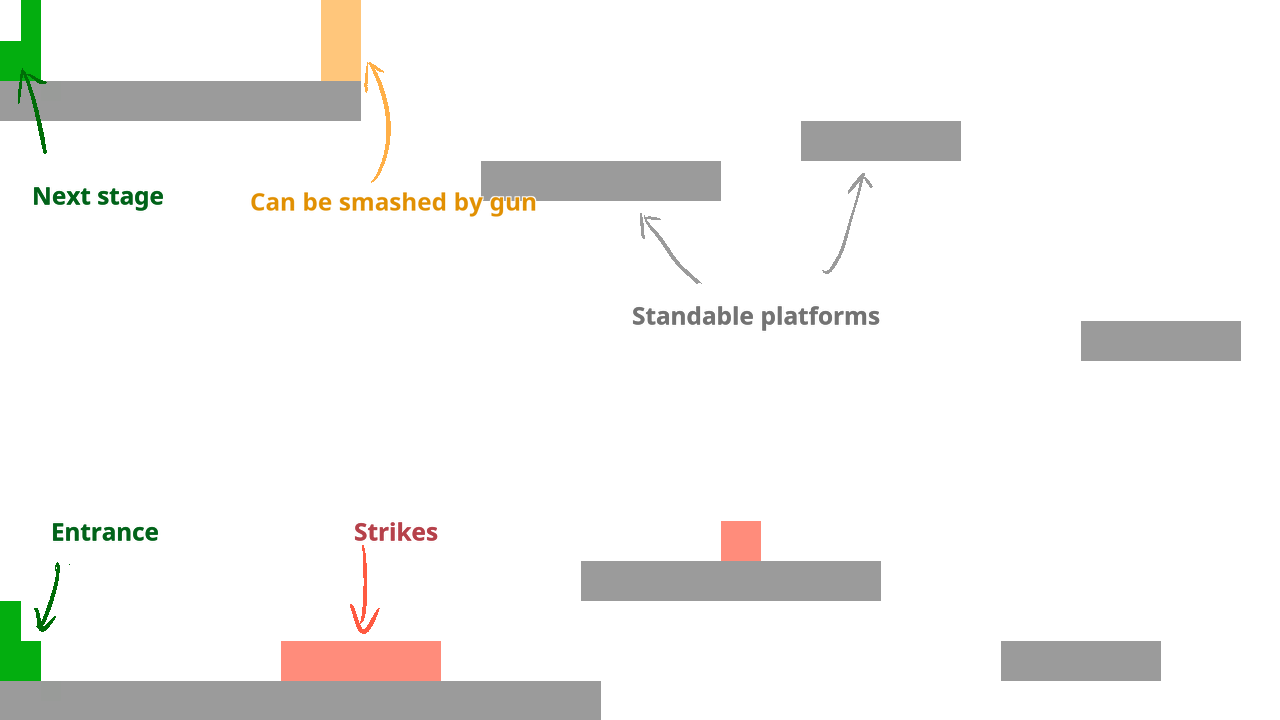 Next stage
Can be smashed by gun
Standable platforms
Entrance
Strikes